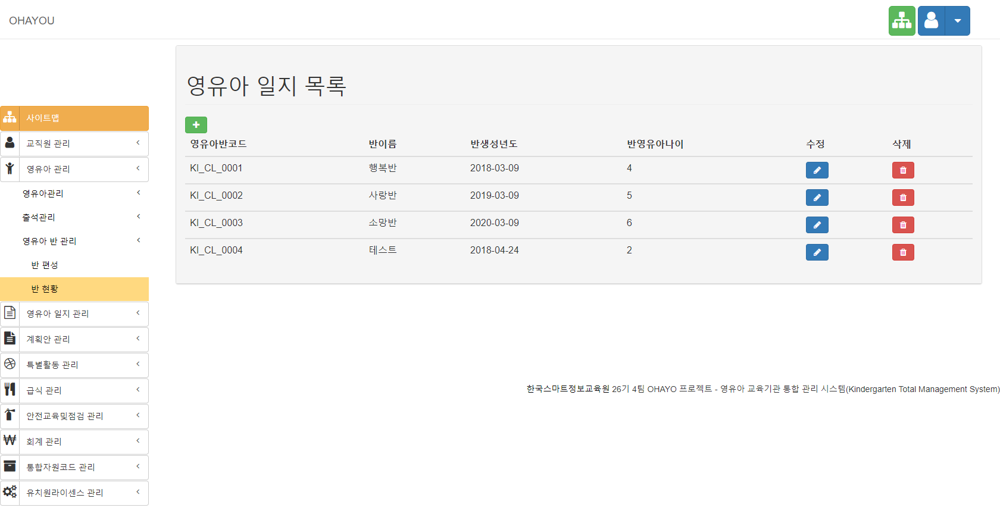 OHAYOU
사이트맵
교직원 관리
영유아 관리
영유아관리
출석관리
영유아 반 관리
반 편성
반 현황
영유아 일지 관리
계획안 관리
특별활동 관리
급식 관리
안전교육및점검 관리
회계 관리
통합자원코드 관리
유치원라이센스 관리
영유아 일지 목록
영유아반코드 반이름 반생성년도 반영유아나이 수정 삭제
KI_CL_0001 행복반 2018-03-09 4
KI_CL_0002 사랑반 2019-03-09 5
KI_CL_0003 소망반 2020-03-09 6
KI_CL_0004 테스트 2018-04-24 2
한국스마트정보교육원 26기 4팀 OHAYO 프로젝트 - 영유아 교육기관 통합 관리 시스템(Kindergarten Total Management System)